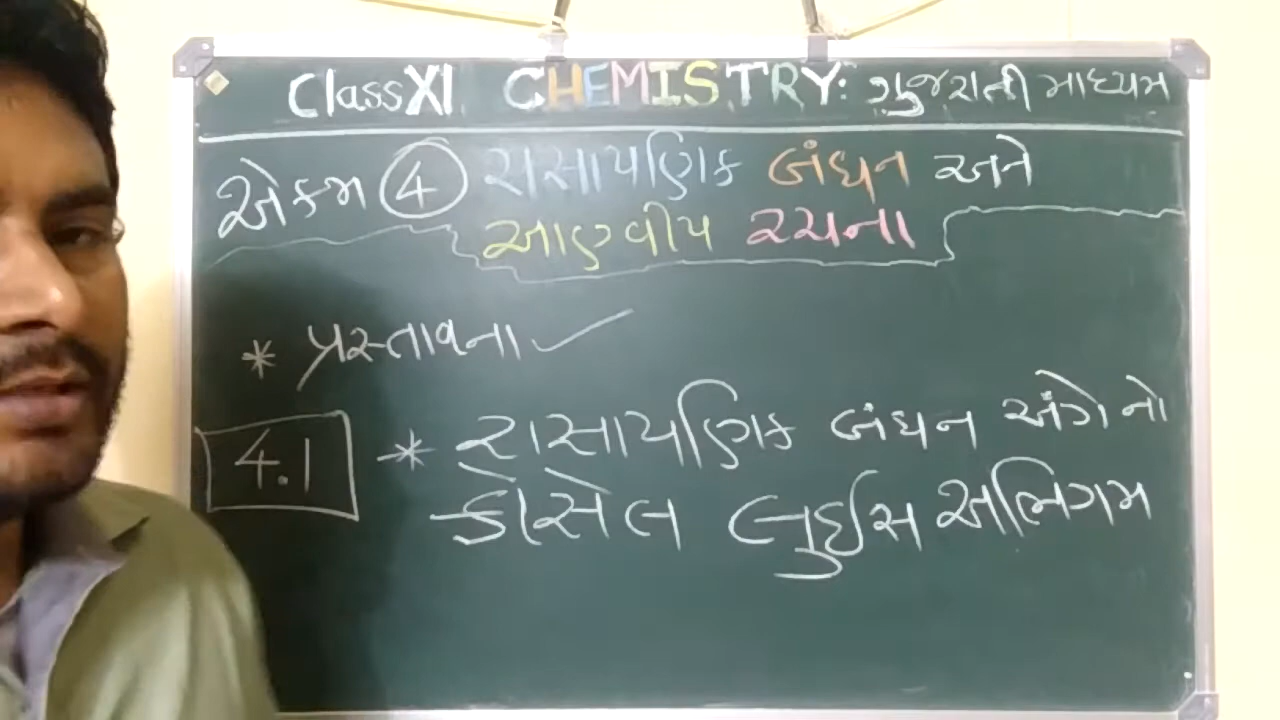 Class XI CHEMISTRY: ગુજરાતી માધ્યમ
એકમ 4 રાસાયણિક બંધન અને
આણ્વીય રચના
* પ્રસ્તાવના ✓
4.1 * રાસાયણિક બંધન અંગેનો
કોસેલ લુઈસ અભિગમ